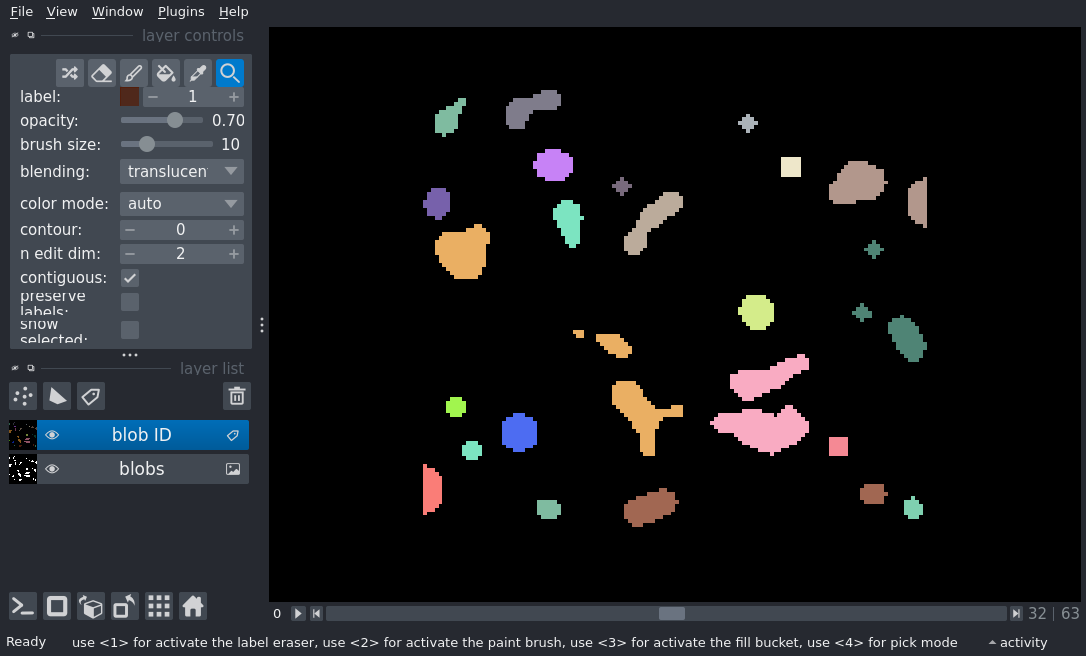 File View Window Plugins Help
layer controls
label: 1
opacity: 0.70
brush size: 10
blending: translucen
color mode: auto
contour: 0
n edit dim: 2
contiguous:
preserve
labels:
show
selected:
layer list
blob ID
blobs
0 32 63
Ready use <1> for activate the label eraser, use <2> for activate the paint brush, use <3> for activate the fill bucket, use <4> for pick mode activity